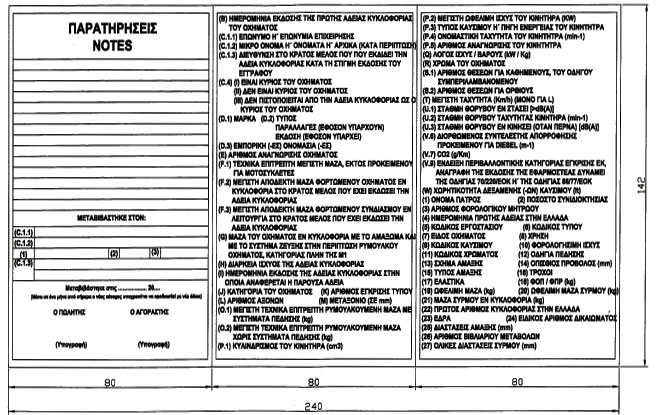 ΠΑΡΑΤΗΡΗΣΕΙΣ
NOTES
ΜΕΤΑΒΙΒΑΣΤΗΚΕ ΣΤΟΝ:
(C.1.1)
(C.1.2)
(1) (2) (3)
(C.1.3)
Μεταβιβάστηκε στις .............. 20....
Ο ΠΩΛΗΤΗΣ Ο ΑΓΟΡΑΣΤΗΣ
(Υπογραφή) (Υπογραφή)
(B) ΗΜΕΡΟΜΗΝΙΑ ΕΚΔΟΣΗΣ ΤΗΣ ΠΡΩΤΗΣ ΑΔΕΙΑΣ ΚΥΚΛΟΦΟΡΙΑΣ
ΤΟΥ ΟΧΗΜΑΤΟΣ
(C.1.1) ΕΠΩΝΥΜΟ Η' ΕΠΩΝΥΜΙΑ ΕΠΙΧΕΙΡΗΣΗΣ
(C.1.2) ΜΙΚΡΟ ΟΝΟΜΑ Η' ΟΝΟΜΑΤΑ Η' ΑΡΧΙΚΑ (ΚΑΤΑ ΠΕΡΙΠΤΩΣΗ)
(C.1.3) ΔΙΕΥΘΥΝΣΗ ΣΤΟ ΚΡΑΤΟΣ ΜΕΛΟΣ ΠΟΥ ΠΟΥ ΕΚΔΙΔΕΙ ΤΗΝ
ΑΔΕΙΑ ΚΥΚΛΟΦΟΡΙΑΣ ΚΑΤΑ ΤΗ ΣΤΙΓΜΗ ΕΚΔΟΣΗΣ ΤΟΥ
ΕΓΓΡΑΦΟΥ
(C.4) (I) ΕΙΝΑΙ ΚΥΡΙΟΣ ΤΟΥ ΟΧΗΜΑΤΟΣ
(II) ΔΕΝ ΕΙΝΑΙ ΚΥΡΙΟΣ ΤΟΥ ΟΧΗΜΑΤΟΣ
(III) ΔΕΝ ΠΙΣΤΟΠΟΙΕΙΤΑΙ ΑΠΟ ΤΗΝ ΑΔΕΙΑ ΚΥΚΛΟΦΟΡΙΑΣ ΩΣ Ο
ΚΥΡΙΟΣ ΤΟΥ ΟΧΗΜΑΤΟΣ
(D.1) ΜΑΡΚΑ (D.2) ΤΥΠΟΣ
ΠΑΡΑΛΛΑΓΕΣ (ΕΦΟΣΟΝ ΥΠΑΡΧΟΥΝ)
ΕΚΔΟΣΗ (ΕΦΟΣΟΝ ΥΠΑΡΧΕΙ)
(D.3) ΕΜΠΟΡΙΚΗ (-ΕΣ) ΟΝΟΜΑΣΙΑ (-ΕΣ)
(E) ΑΡΙΘΜΟΣ ΑΝΑΓΝΩΡΙΣΗΣ ΟΧΗΜΑΤΟΣ
(F.1) ΤΕΧΝΙΚΑ ΕΠΙΤΡΕΠΤΗ ΜΕΓΙΣΤΗ ΜΑΖΑ, ΕΚΤΟΣ ΠΡΟΚΕΙΜΕΝΟΥ
ΓΙΑ ΜΟΤΟΣΥΚΛΕΤΕΣ
(F.2) ΜΕΓΙΣΤΗ ΑΠΟΔΕΚΤΗ ΜΑΖΑ ΦΟΡΤΩΜΕΝΟΥ ΟΧΗΜΑΤΟΣ ΕΝ
ΚΥΚΛΟΦΟΡΙΑ ΣΤΟ ΚΡΑΤΟΣ ΜΕΛΟΣ ΠΟΥ ΕΧΕΙ ΕΚΔΩΣΕΙ ΤΗΝ
ΑΔΕΙΑ ΚΥΚΛΟΦΟΡΙΑΣ
(F.3) ΜΕΓΙΣΤΗ ΑΠΟΔΕΚΤΗ ΜΑΖΑ ΦΟΡΤΩΜΕΝΟΥ ΣΥΝΔΙΑΣΜΟΥ ΕΝ
ΛΕΙΤΟΥΡΓΙΑ ΣΤΟ ΚΡΑΤΟΣ ΜΕΛΟΣ ΠΟΥ ΕΧΕΙ ΕΚΔΩΣΕΙ ΤΗΝ
ΑΔΕΙΑ ΚΥΚΛΟΦΟΡΙΑΣ
(G) ΜΑΖΑ ΤΟΥ ΟΧΗΜΑΤΟΣ ΕΝ ΚΥΚΛΟΦΟΡΙΑ ΜΕ ΤΟ ΑΜΑΞΩΜΑ ΚΑΙ
ΜΕ ΤΟ ΣΥΣΤΗΜΑ ΖΕΥΞΗΣ ΣΤΗΝ ΠΕΡΙΠΤΩΣΗ ΡΥΜΟΥΛΚΟΥ
ΟΧΗΜΑΤΟΣ, ΚΑΤΗΓΟΡΙΑΣ ΠΛΗΝ ΤΗΣ Μ1
(H) ΔΙΑΡΚΕΙΑ ΙΣΧΥΟΣ ΤΗΣ ΑΔΕΙΑΣ ΚΥΚΛΟΦΟΡΙΑΣ
(I) ΗΜΕΡΟΜΗΝΙΑ ΕΚΔΟΣΗΣ ΤΗΣ ΑΔΕΙΑΣ ΚΥΚΛΟΦΟΡΙΑΣ ΣΤΗΝ
ΟΠΟΙΑ ΑΝΑΦΕΡΕΤΑΙ Η ΠΑΡΟΥΣΑ ΑΔΕΙΑ
(J) ΚΑΤΗΓΟΡΙΑ ΤΟΥ ΟΧΗΜΑΤΟΣ (K) ΑΡΙΘΜΟΣ ΕΓΚΡΙΣΗΣ ΤΥΠΟΥ
(L) ΑΡΙΘΜΟΣ ΑΞΟΝΩΝ (M) ΜΕΤΑΞΟΝΙΟ (ΣΕ mm)
(O.1) ΜΕΓΙΣΤΗ ΤΕΧΝΙΚΑ ΕΠΙΤΡΕΠΤΗ ΡΥΜΟΥΛΚΟΥΜΕΝΗ ΜΑΖΑ ΜΕ
ΣΥΣΤΗΜΑΤΑ ΠΕΔΗΣΗΣ (kg)
(O.2) ΜΕΓΙΣΤΗ ΤΕΧΝΙΚΑ ΕΠΙΤΡΕΠΤΗ ΡΥΜΟΥΛΚΟΥΜΕΝΗ ΜΑΖΑ
ΧΩΡΙΣ ΣΥΣΤΗΜΑΤΑ ΠΕΔΗΣΗΣ (kg)
(P.1) ΚΥΛΙΝΔΡΙΣΜΟΣ ΤΟΥ ΚΙΝΗΤΗΡΑ (cm3)
(P.2) ΜΕΓΙΣΤΗ ΩΦΕΛΙΜΗ ΙΣΧΥΣ ΤΟΥ ΚΙΝΗΤΗΡΑ (KW)
(P.3) ΤΥΠΟΣ ΚΑΥΣΙΜΟΥ Η' ΠΗΓΗ ΕΝΕΡΓΕΙΑΣ ΤΟΥ ΚΙΝΗΤΗΡΑ
(P.4) ΟΝΟΜΑΣΤΙΚΗ ΤΑΧΥΤΗΤΑ ΤΟΥ ΚΙΝΗΤΗΡΑ (min-1)
(P.5) ΑΡΙΘΜΟΣ ΑΝΑΓΝΩΡΙΣΗΣ ΤΟΥ ΚΙΝΗΤΗΡΑ
(Q) ΛΟΓΟΣ ΙΣΧΥΣ / ΒΑΡΟΥΣ (kW / Kg)
(R) ΧΡΩΜΑ ΤΟΥ ΟΧΗΜΑΤΟΣ
(S.1) ΑΡΙΘΜΟΣ ΘΕΣΕΩΝ ΓΙΑ ΚΑΘΗΜΕΝΟΥΣ, ΤΟΥ ΟΔΗΓΟΥ
ΣΥΜΠΕΡΙΛΑΜΒΑΝΟΜΕΝΟΥ
(S.2) ΑΡΙΘΜΟΣ ΘΕΣΕΩΝ ΓΙΑ ΟΡΘΙΟΥΣ
(T) ΜΕΓΙΣΤΗ ΤΑΧΥΤΗΤΑ (Km/h) (ΜΟΝΟ ΓΙΑ L)
(U.1) ΣΤΑΘΜΗ ΘΟΡΥΒΟΥ ΕΝ ΣΤΑΣΕΙ [>dB(A)]
(U.2) ΣΤΑΘΜΗ ΘΟΡΥΒΟΥ ΤΑΧΥΤΗΤΑΣ ΚΙΝΗΤΗΡΑ (min-1)
(U.3) ΣΤΑΘΜΗ ΘΟΡΥΒΟΥ ΕΝ ΚΙΝΗΣΕΙ (ΟΤΑΝ ΠΕΡΝΑ) [dB(A)]
(V.6) ΔΙΟΡΘΩΜΕΝΟΣ ΣΥΝΤΕΛΕΣΤΗΣ ΑΠΟΡΡΟΦΗΣΗΣ
ΠΡΟΚΕΙΜΕΝΟΥ ΓΙΑ DIESEL (m-1)
(V.7) CO2 (g/Km)
(V.9) ΕΝΔΕΙΞΗ ΠΕΡΙΒΑΛΛΟΝΤΙΚΗΣ ΚΑΤΗΓΟΡΙΑΣ ΕΓΚΡΙΣΗΣ ΕΚ,
ΑΝΑΓΡΑΦΗ ΤΗΣ ΕΚΔΟΣΗΣ ΤΗΣ ΕΦΑΡΜΟΣΤΕΑΣ ΔΥΝΑΜΕΙ
ΤΗΣ ΟΔΗΓΙΑΣ 70/220/ΕΟΚ Η' ΤΗΣ ΟΔΗΓΙΑΣ 88/77/ΕΟΚ
(W) ΧΩΡΗΤΙΚΟΤΗΤΑ ΔΕΞΑΜΕΝΗΣ (-ΩΝ) ΚΑΥΣΙΜΟΥ (lt)
(1) ΟΝΟΜΑ ΠΑΤΡΟΣ (2) ΠΟΣΟΣΤΟ ΣΥΝΙΔΙΟΚΤΗΣΙΑΣ
(3) ΑΡΙΘΜΟΣ ΦΟΡΟΛΟΓΙΚΟΥ ΜΗΤΡΩΟΥ
(4) ΗΜΕΡΟΜΗΝΙΑ ΠΡΩΤΗΣ ΑΔΕΙΑΣ ΣΤΗΝ ΕΛΛΑΔΑ
(5) ΚΩΔΙΚΟΣ ΕΡΓΟΣΤΑΣΙΟΥ (6) ΚΩΔΙΚΟΣ ΤΥΠΟΥ
(7) ΕΙΔΟΣ ΟΧΗΜΑΤΟΣ (8) ΧΡΗΣΗ
(9) ΚΩΔΙΚΟΣ ΚΑΥΣΙΜΟΥ (10) ΦΟΡΟΛΟΓΗΣΙΜΗ ΙΣΧΥΣ
(11) ΚΩΔΙΚΟΣ ΧΡΩΜΑΤΟΣ (12) ΟΔΗΓΙΑ ΠΕΔΗΣΗΣ
(13) ΣΧΗΜΑ ΑΜΑΞΗΣ (14) ΟΠΙΣΘΙΟΣ ΠΡΟΒΟΛΟΣ (mm)
(15) ΤΥΠΟΣ ΑΜΑΞΗΣ (16) ΤΡΟΧΟΙ
(17) ΕΛΑΣΤΙΚΑ (18) ΦΟΠ / ΦΠΡ (kg)
(19) ΩΦΕΛΙΜΗ ΜΑΖΑ (kg) (20) ΩΦΕΛΙΜΗ ΜΑΖΑ ΣΥΡΜΟΥ (kg)
(21) ΜΑΖΑ ΣΥΡΜΟΥ ΕΝ ΚΥΚΛΟΦΟΡΙΑ (kg)
(22) ΠΡΩΤΟΣ ΑΡΙΘΜΟΣ ΚΥΚΛΟΦΟΡΙΑΣ ΣΤΗΝ ΕΛΛΑΔΑ
(23) ΕΔΡΑ (24) ΕΙΔΙΚΟΣ ΑΡΙΘΜΟΣ ΔΙΚΑΙΩΜΑΤΟΣ
(25) ΔΙΑΣΤΑΣΕΙΣ ΑΜΑΞΗΣ (mm)
(26) ΑΡΙΘΜΟΣ ΒΙΒΛΙΑΡΙΟΥ ΜΕΤΑΒΟΛΩΝ
(27) ΟΛΙΚΕΣ ΔΙΑΣΤΑΣΕΙΣ ΣΥΡΜΟΥ (mm)
142
80 80 80
240